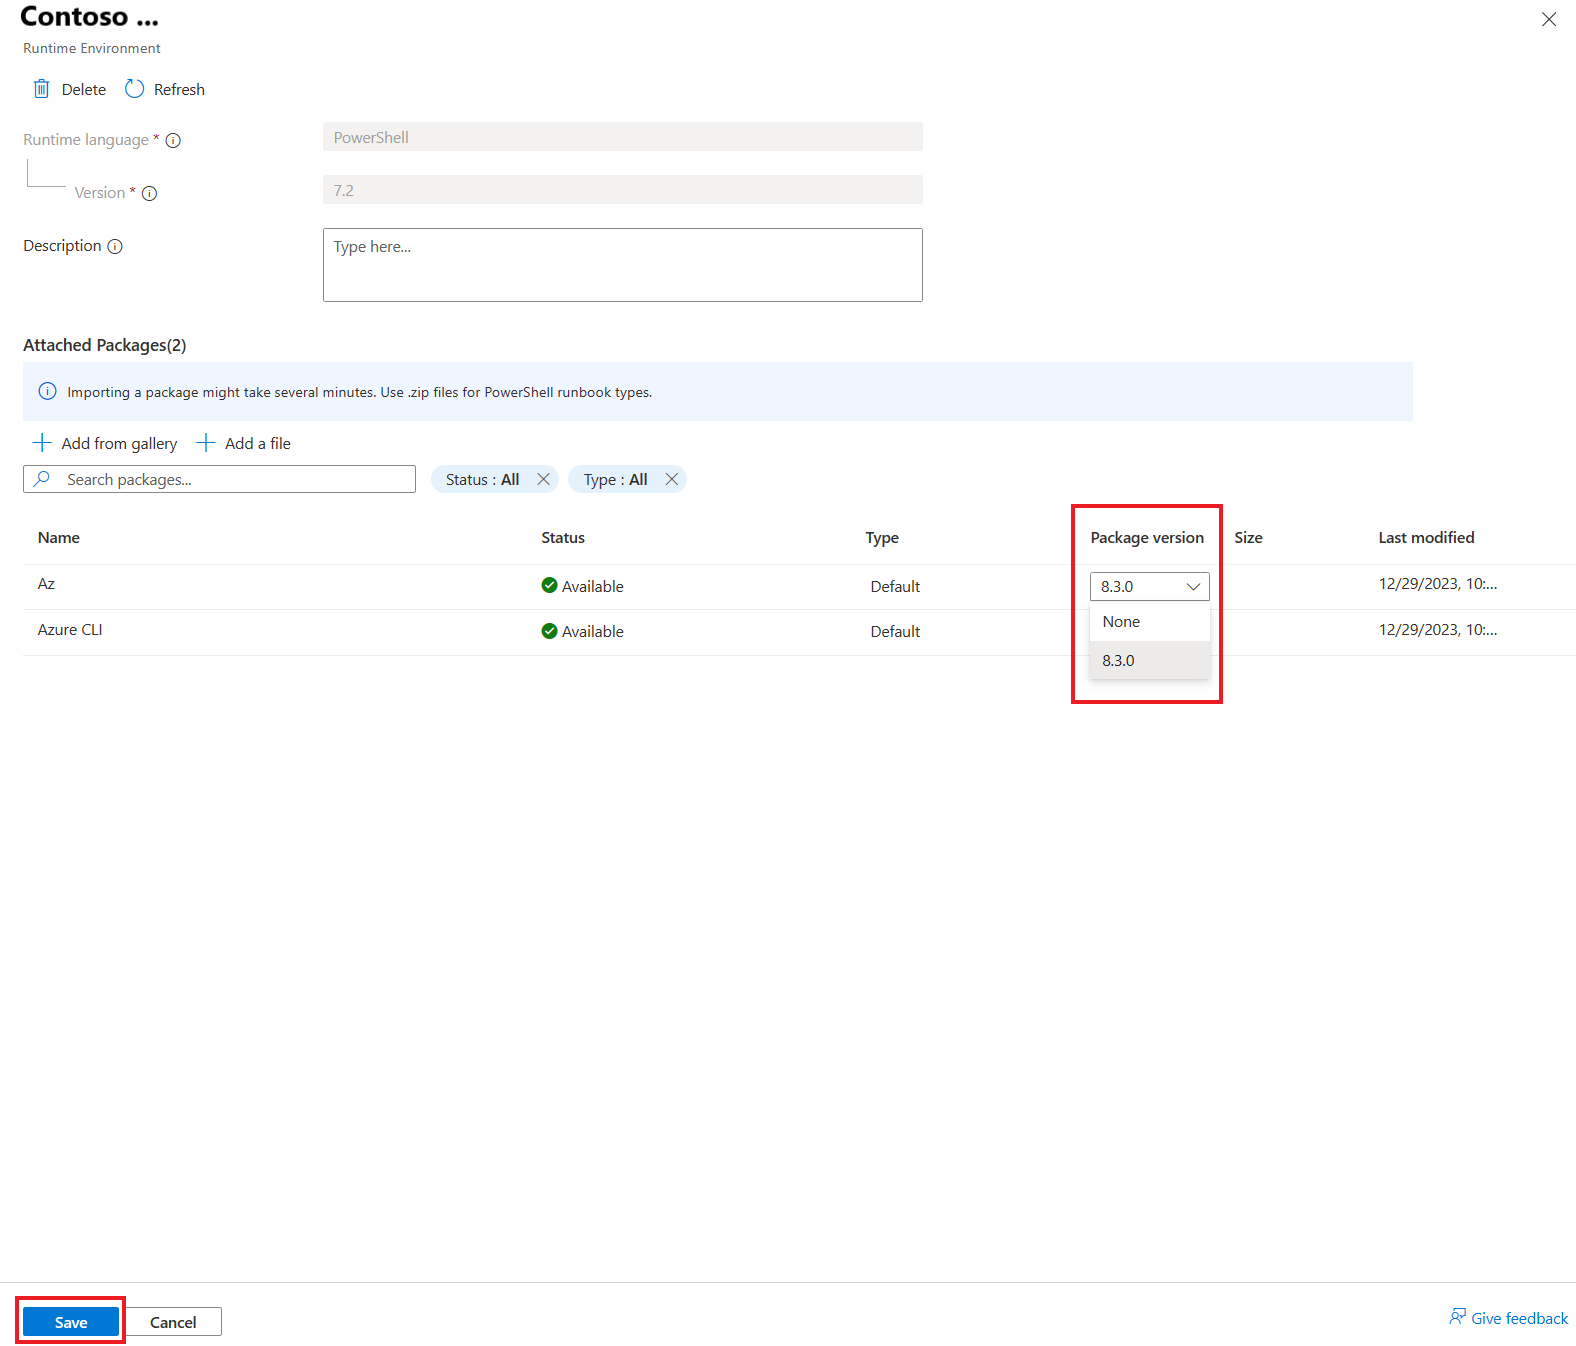 Contoso ...
Runtime Environment
Delete Refresh
Runtime language * PowerShell
Version * 7.2
Description Type here...
Attached Packages(2)
Importing a package might take several minutes. Use .zip files for PowerShell runbook types.
Add from gallery Add a file
Search packages... Status : All Type : All
Name Status Type Package version Size Last modified
Az Available Default 8.3.0 12/29/2023, 10:...
None
Azure CLI Available Default 12/29/2023, 10:...
8.3.0
Save Cancel Give feedback